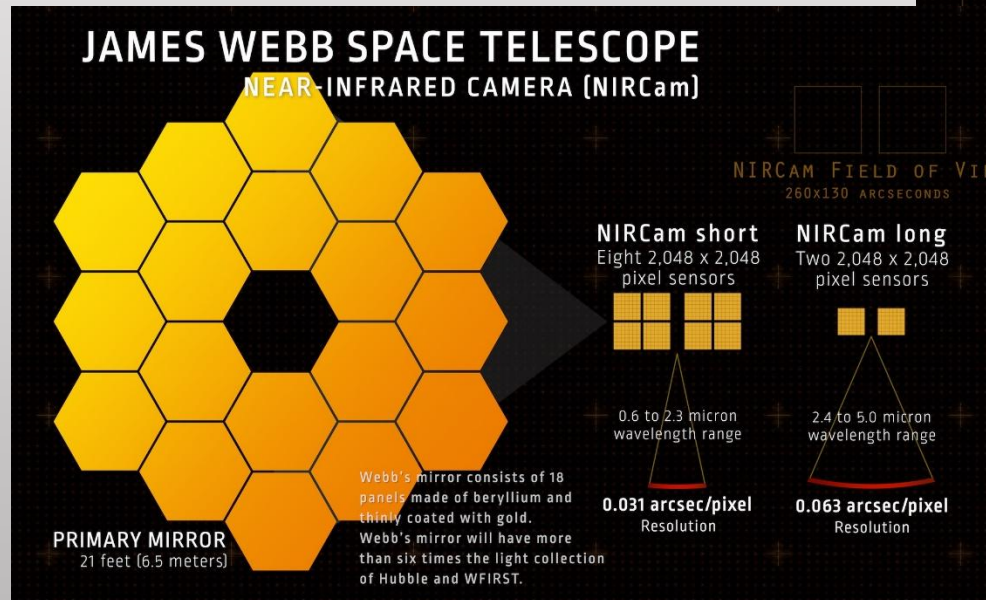 JAMES WEBB SPACE TELESCOPE
NEAR-INFRARED CAMERA (NIRCam)
NIRCAM FIELD OF VI
260X130 ARCSECONDS
NIRCam short
Eight 2,048 x 2,048
pixel sensors
NIRCam long
Two 2,048 x 2,048
pixel sensors
0.6 to 2.3 micron
wavelength range
2.4 to 5.0 micron
wavelength range
0.031 arcsec/pixel
Resolution
0.063 arcsec/pixel
Resolution
Webb's mirror consists of 18
panels made of beryllium and
thinly coated with gold.
Webb's mirror will have more
than six times the light collection
of Hubble and WFIRST.
PRIMARY MIRROR
21 feet (6.5 meters)